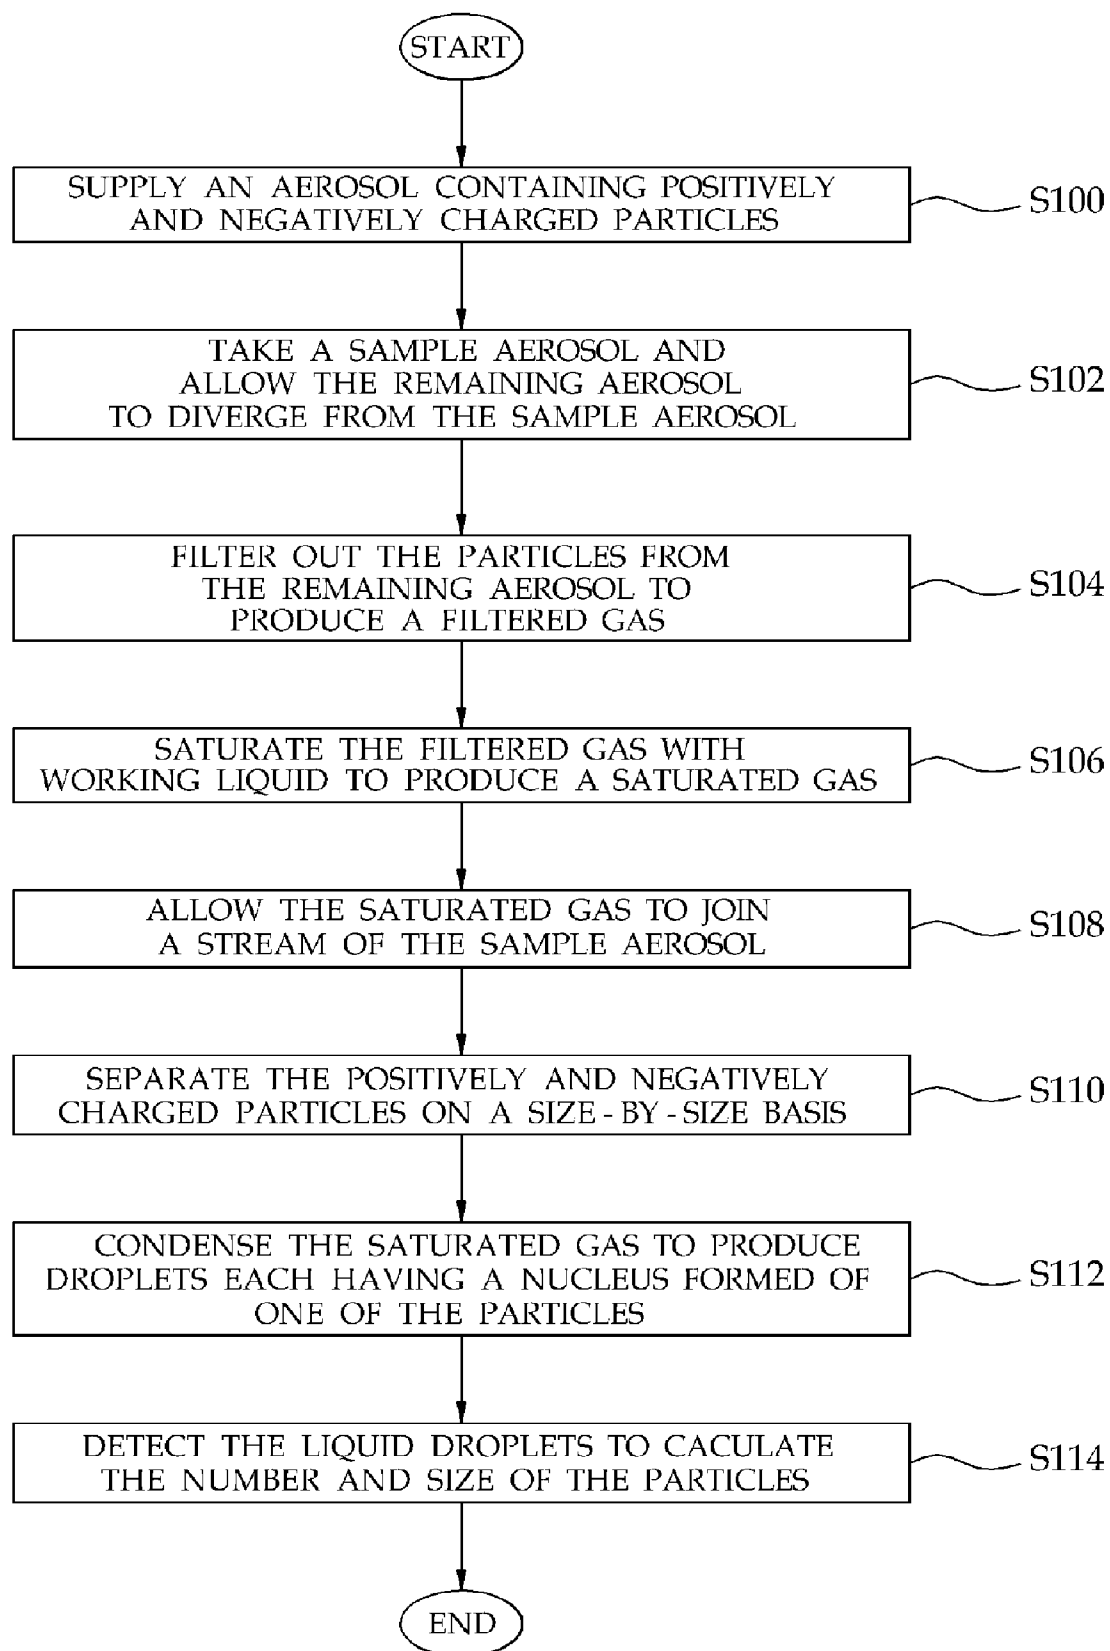 START
SUPPLY AN AEROSOL CONTAINING POSITIVELY
AND NEGATIVELY CHARGED PARTICLES
S100
TAKE A SAMPLE AEROSOL AND
ALLOW THE REMAINING AEROSOL
TO DIVERGE FROM THE SAMPLE AEROSOL
S102
FILTER OUT THE PARTICLES FROM
THE REMAINING AEROSOL TO
PRODUCE A FILTERED GAS
S104
SATURATE THE FILTERED GAS WITH
WORKING LIQUID TO PRODUCE A SATURATED GAS
S106
ALLOW THE SATURATED GAS TO JOIN
A STREAM OF THE SAMPLE AEROSOL
S108
SEPARATE THE POSITIVELY AND NEGATIVELY
CHARGED PARTICLES ON A SIZE-BY-SIZE BASIS
S110
CONDENSE THE SATURATED GAS TO PRODUCE
DROPLETS EACH HAVING A NUCLEUS FORMED OF
ONE OF THE PARTICLES
S112
DETECT THE LIQUID DROPLETS TO CACULATE
THE NUMBER AND SIZE OF THE PARTICLES
S114
END